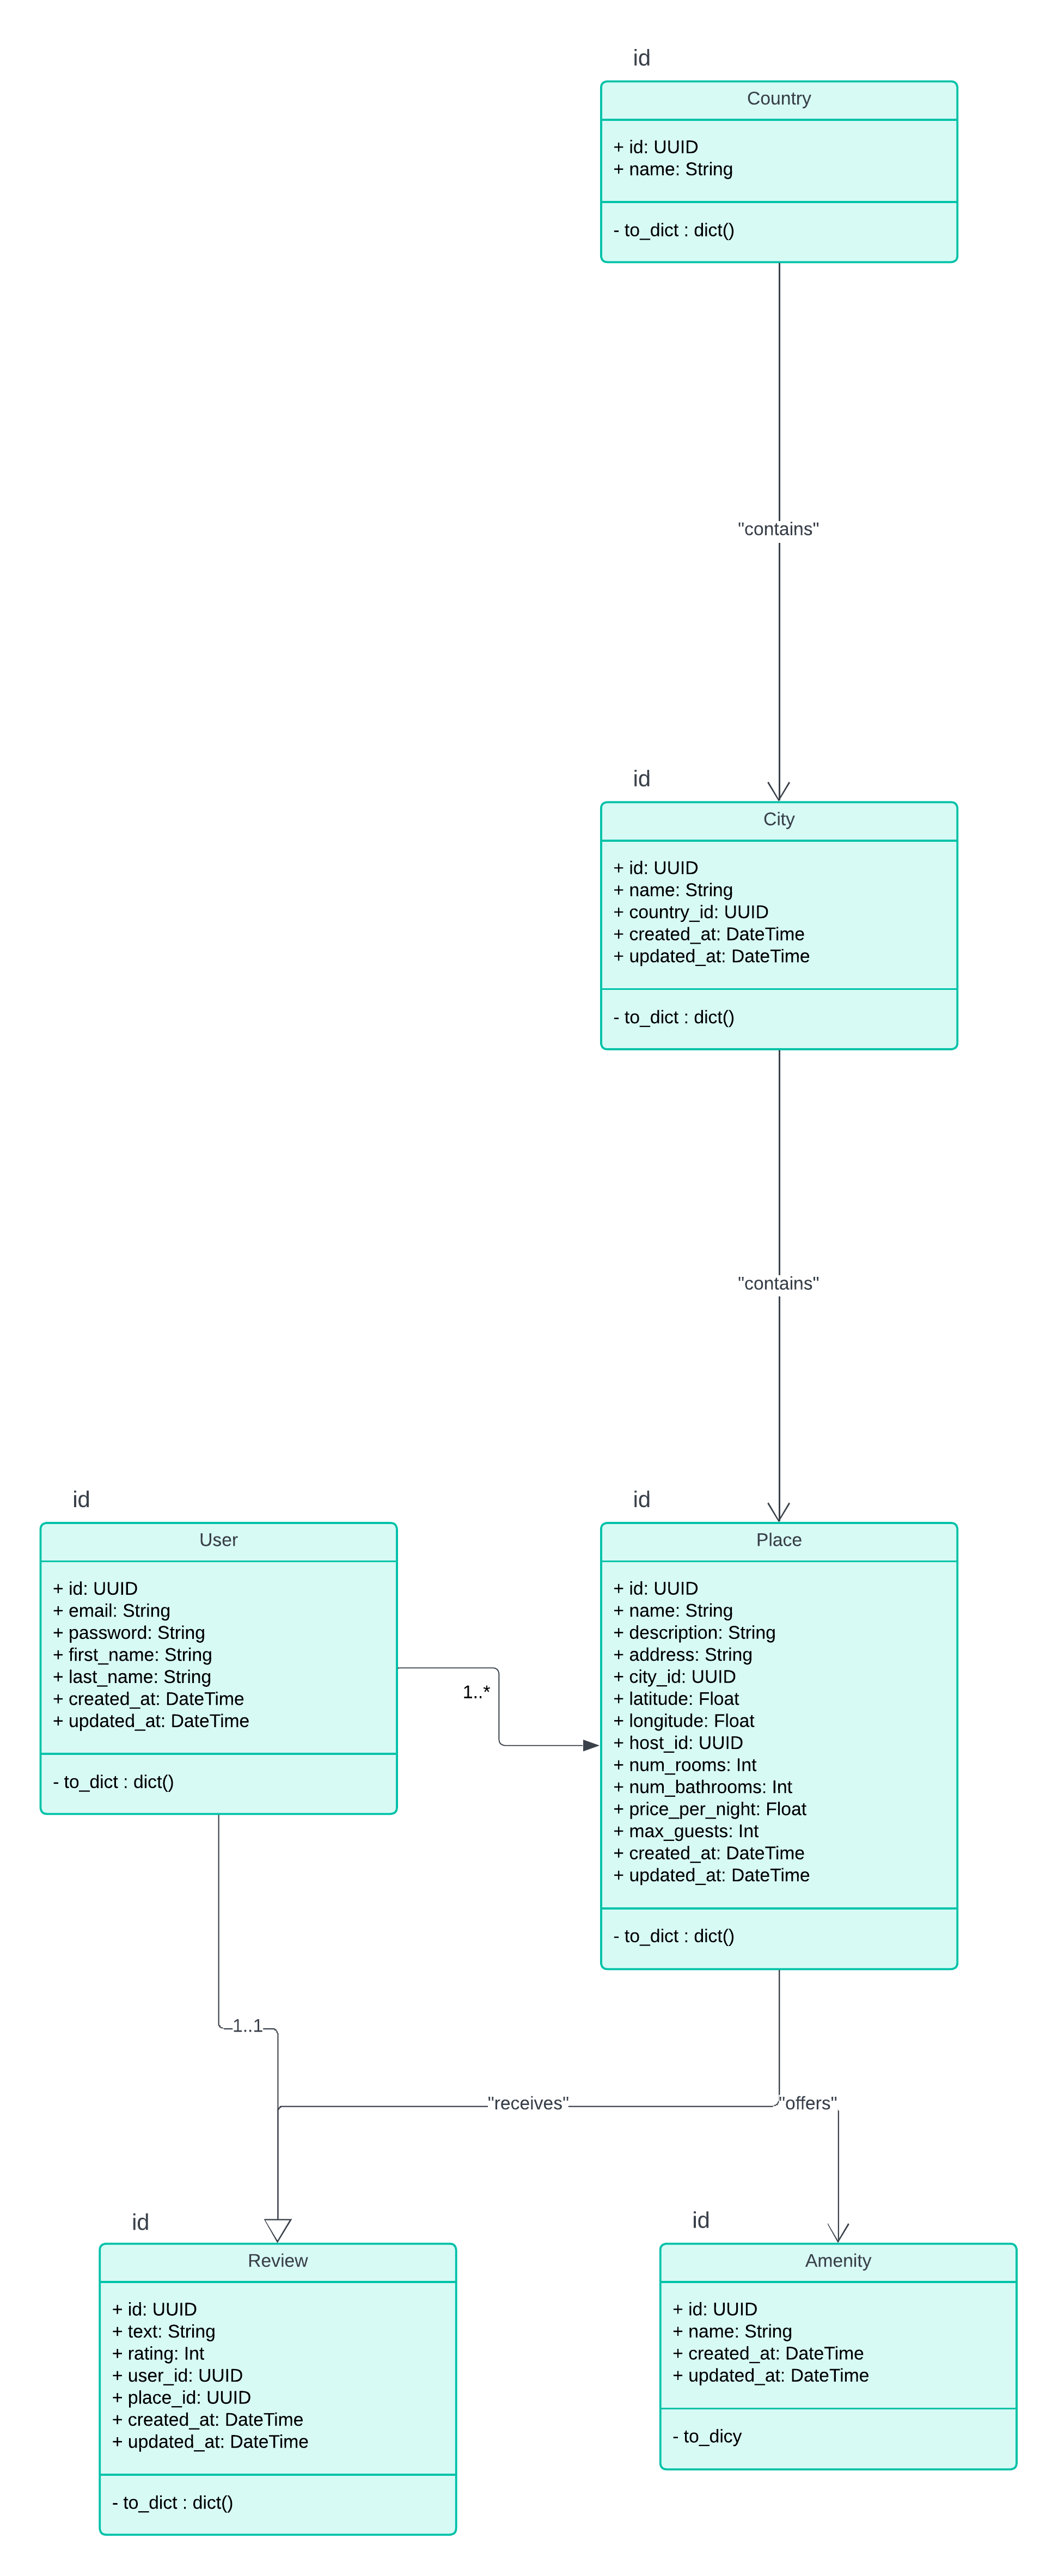 id
Country
+ id: UUID
+ name: String
- to_dict : dict()
"contains"
id
City
+ id: UUID
+ name: String
+ country_id: UUID
+ created_at: DateTime
+ updated_at: DateTime
- to_dict : dict()
"contains"
id
User
+ id: UUID
+ email: String
+ password: String
+ first_name: String
+ last_name: String
+ created_at: DateTime
+ updated_at: DateTime
- to_dict : dict()
1..*
id
Place
+ id: UUID
+ name: String
+ description: String
+ address: String
+ city_id: UUID
+ latitude: Float
+ longitude: Float
+ host_id: UUID
+ num_rooms: Int
+ num_bathrooms: Int
+ price_per_night: Float
+ max_guests: Int
+ created_at: DateTime
+ updated_at: DateTime
- to_dict : dict()
1..1
"receives"
"offers"
id
Review
+ id: UUID
+ text: String
+ rating: Int
+ user_id: UUID
+ place_id: UUID
+ created_at: DateTime
+ updated_at: DateTime
- to_dict : dict()
id
Amenity
+ id: UUID
+ name: String
+ created_at: DateTime
+ updated_at: DateTime
- to_dicy